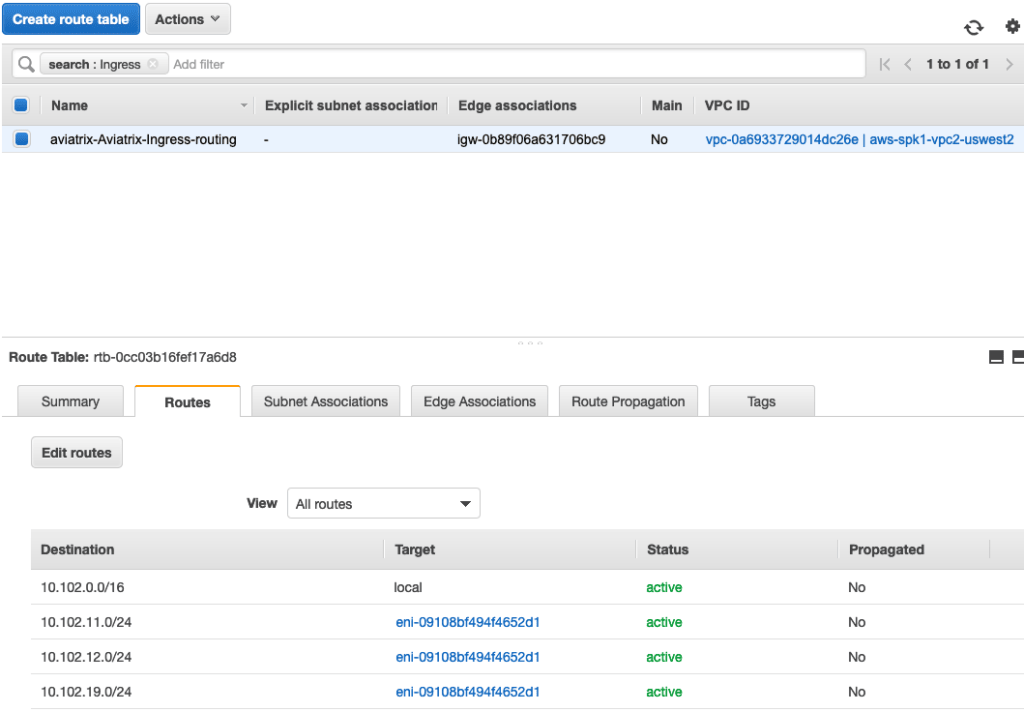 Create route table Actions
search : Ingress Add filter 1 to 1 of 1
Name Explicit subnet association Edge associations Main VPC ID
aviatrix-Aviatrix-Ingress-routing - igw-0b89f06a631706bc9 No vpc-0a6933729014dc26e | aws-spk1-vpc2-uswest2
Route Table: rtb-0cc03b16fef17a6d8
Summary Routes Subnet Associations Edge Associations Route Propagation Tags
Edit routes
View All routes
Destination Target Status Propagated
10.102.0.0/16 local active No
10.102.11.0/24 eni-09108bf494f4652d1 active No
10.102.12.0/24 eni-09108bf494f4652d1 active No
10.102.19.0/24 eni-09108bf494f4652d1 active No